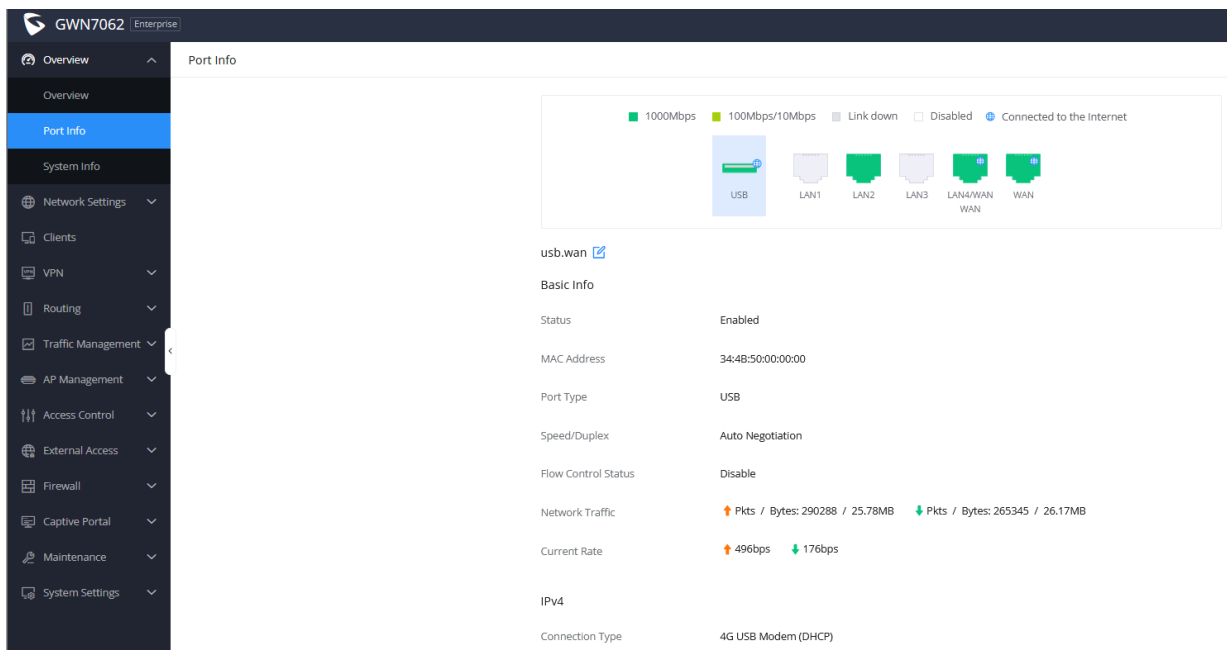 GWN7062 Enterprise
Overview
Port Info
Overview
Port Info
System Info
Network Settings
Clients
VPN
Routing
Traffic Management
AP Management
Access Control
External Access
Firewall
Captive Portal
Maintenance
System Settings
1000Mbps 100Mbps/10Mbps Link down Disabled Connected to the Internet
USB LAN1 LAN2 LAN3 LAN4/WAN WAN
WAN
usb.wan
Basic Info
Status Enabled
MAC Address 34:4B:50:00:00:00
Port Type USB
Speed/Duplex Auto Negotiation
Flow Control Status Disable
Network Traffic Pkts / Bytes: 290288 / 25.78MB Pkts / Bytes: 265345 / 26.17MB
Current Rate 496bps 176bps
IPv4
Connection Type 4G USB Modem (DHCP)